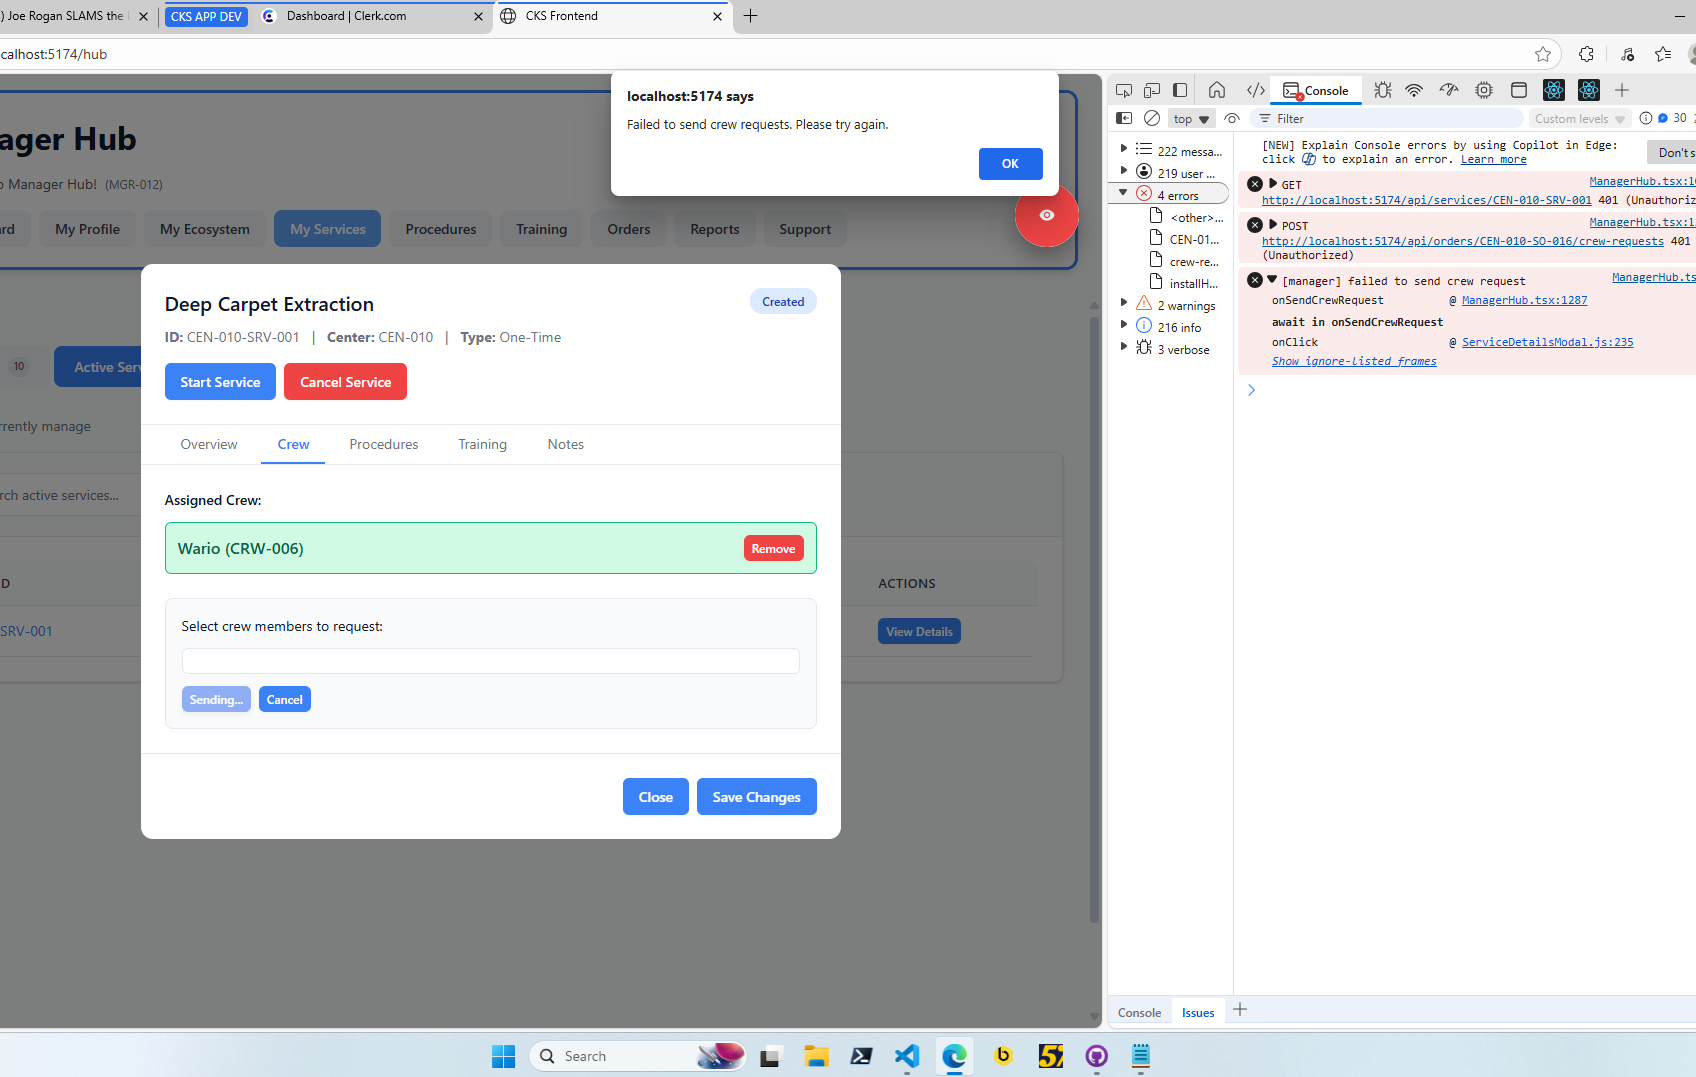 ) Joe Rogan SLAMS the
CKS APP DEV
Dashboard | Clerk.com
CKS Frontend
calhost:5174/hub
localhost:5174 says
Failed to send crew requests. Please try again.
OK
ager Hub
o Manager Hub! (MGR-012)
rd
My Profile
My Ecosystem
My Services
Procedures
Training
Orders
Reports
Support
10
Active Serv
rrently manage
rch active services...
D
ACTIONS
SRV-001
View Details
Deep Carpet Extraction
Created
ID: CEN-010-SRV-001 | Center: CEN-010 | Type: One-Time
Start Service
Cancel Service
Overview
Crew
Procedures
Training
Notes
Assigned Crew:
Wario (CRW-006)
Remove
Select crew members to request:
Sending...
Cancel
Close
Save Changes
Console
top
Filter
Custom levels
30
222 messa...
219 user ...
4 errors
<other>...
CEN-01...
crew-re...
installH...
2 warnings
216 info
3 verbose
[NEW] Explain Console errors by using Copilot in Edge:
click to explain an error. Learn more
Don't s
GET
ManagerHub.tsx:1
http://localhost:5174/api/services/CEN-010-SRV-001 401 (Unauthoriz
POST
ManagerHub.tsx:1
http://localhost:5174/api/orders/CEN-010-SO-016/crew-requests 401
(Unauthorized)
[manager] failed to send crew request
ManagerHub.ts
onSendCrewRequest @ ManagerHub.tsx:1287
await in onSendCrewRequest
onClick @ ServiceDetailsModal.js:235
Show ignore-listed frames
Console
Issues
Search